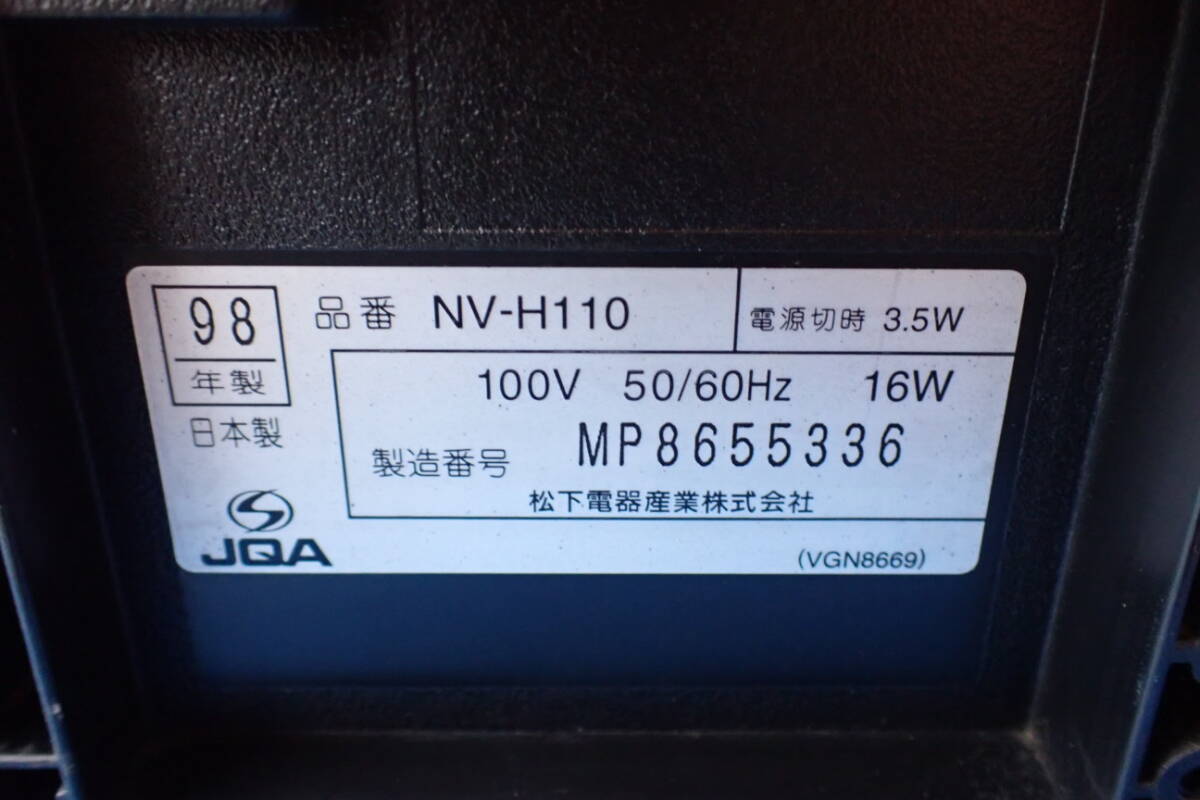 98
年製
日本製
品番 NV-H110
電源切時 3.5W
100V 50/60Hz 16W
製造番号 MP8655336
松下電器産業株式会社
JQA
(VGN8669)